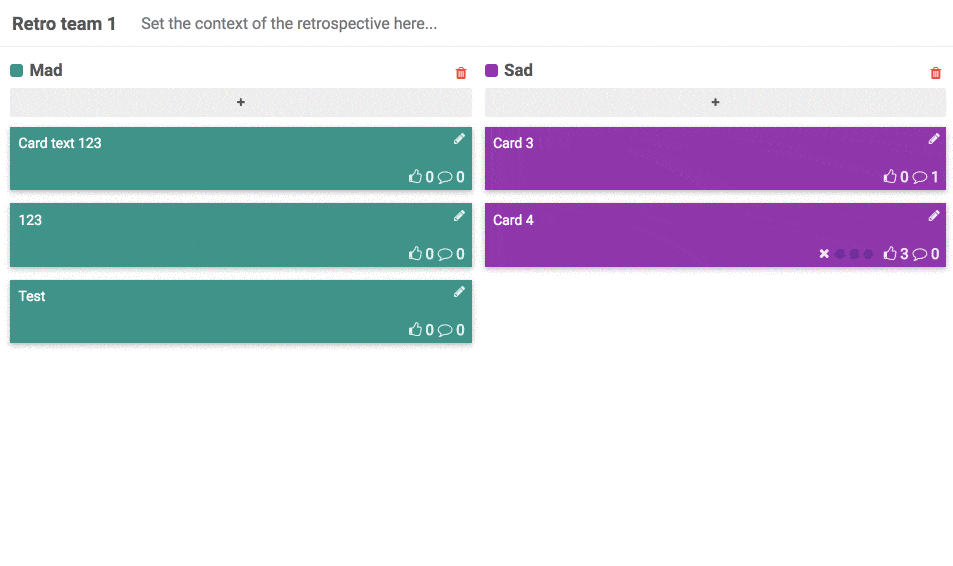 Retro team 1 Set the context of the retrospective here...
Mad
+
Card text 123
0 0
123
0 0
Test
0 0
Sad
+
Card 3
0 1
Card 4
3 0